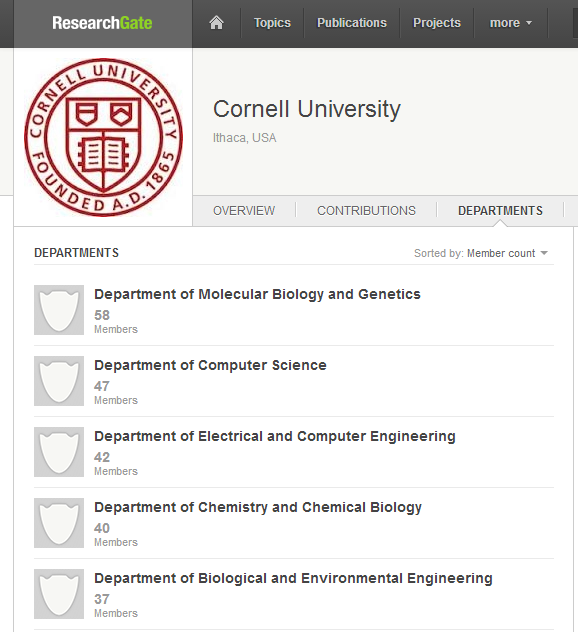 ResearchGate
Topics
Publications
Projects
more
CORNELL UNIVERSITY
FOUNDED A.D. 1865
Cornell University
Ithaca, USA
OVERVIEW
CONTRIBUTIONS
DEPARTMENTS
DEPARTMENTS
Sorted by: Member count
Department of Molecular Biology and Genetics
58
Members
Department of Computer Science
47
Members
Department of Electrical and Computer Engineering
42
Members
Department of Chemistry and Chemical Biology
40
Members
Department of Biological and Environmental Engineering
37
Members